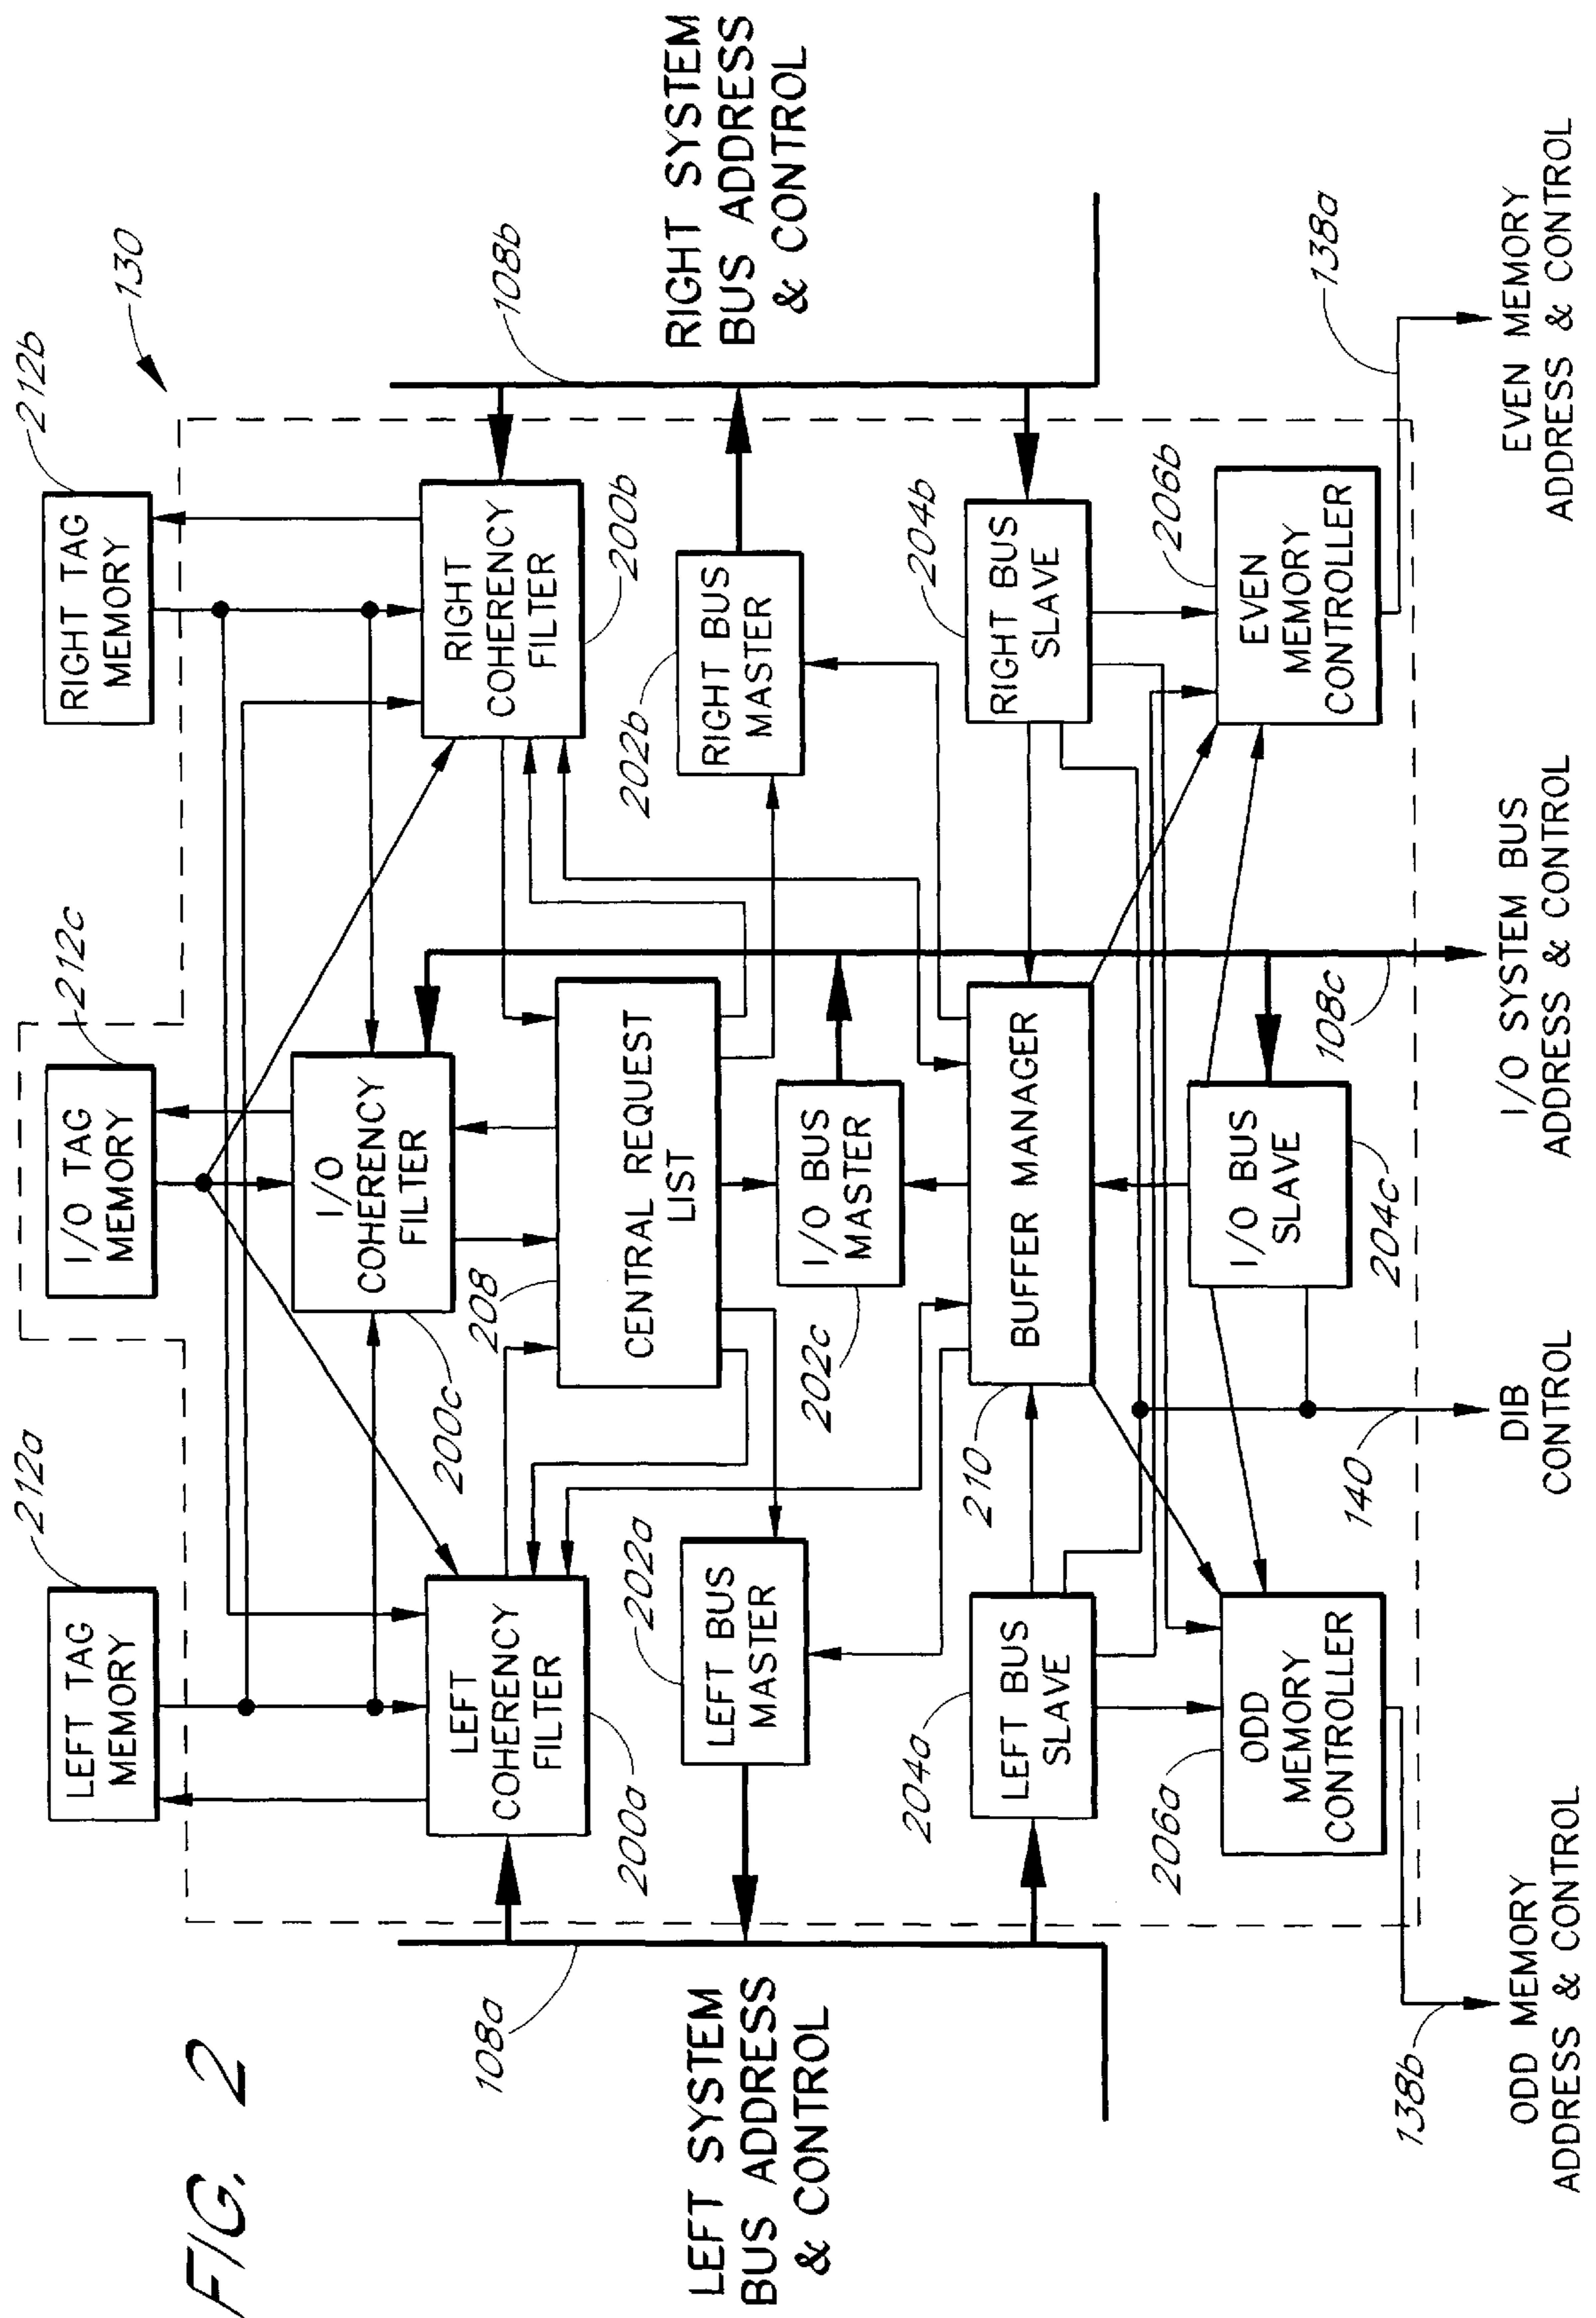 FIG. 2
130
212a
LEFT TAG
MEMORY
212c
I/O TAG
MEMORY
212b
RIGHT TAG
MEMORY
108a
LEFT
COHERENCY
FILTER
200a
I/O
COHERENCY
FILTER
200c
RIGHT
COHERENCY
FILTER
200b
108b
208
CENTRAL REQUEST
LIST
LEFT SYSTEM
BUS ADDRESS
& CONTROL
202a
LEFT BUS
MASTER
I/O BUS
MASTER
202c
202b
RIGHT BUS
MASTER
RIGHT SYSTEM
BUS ADDRESS
& CONTROL
204a
LEFT BUS
SLAVE
210
BUFFER MANAGER
204b
RIGHT BUS
SLAVE
206a
ODD
MEMORY
CONTROLLER
I/O BUS
SLAVE
204c
206b
EVEN
MEMORY
CONTROLLER
138b
140
108c
138a
ODD MEMORY
ADDRESS & CONTROL
DIB
CONTROL
I/O SYSTEM BUS
ADDRESS & CONTROL
EVEN MEMORY
ADDRESS & CONTROL